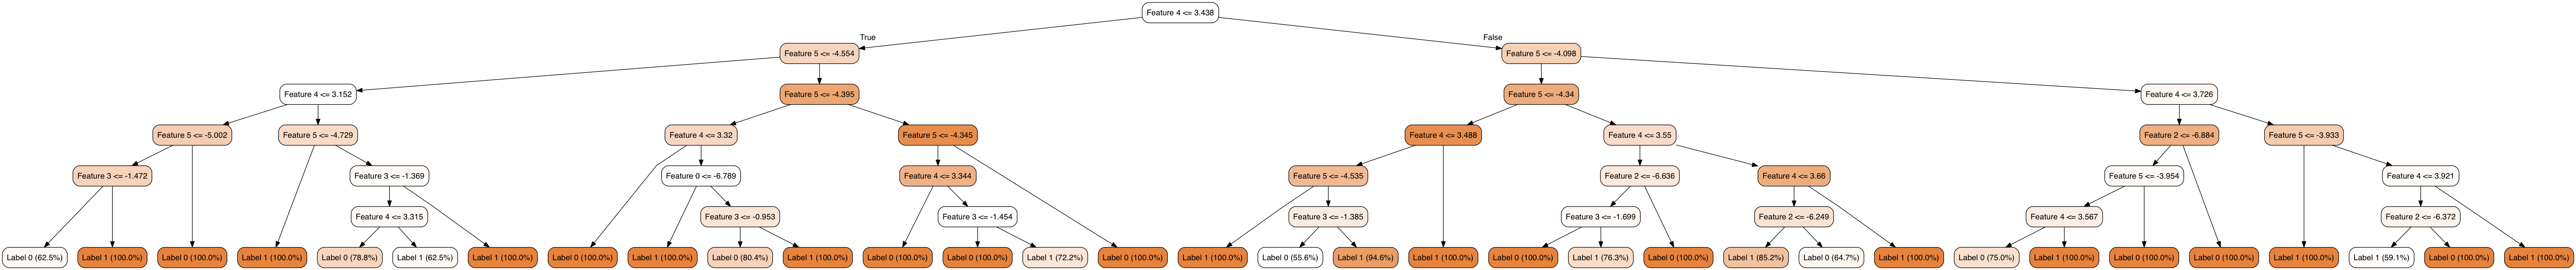 Feature 4 <= 3.438
True
False
Feature 5 <= -4.554
Feature 5 <= -4.098
Feature 4 <= 3.152
Feature 5 <= -4.395
Feature 5 <= -4.34
Feature 4 <= 3.726
Feature 5 <= -5.002
Feature 5 <= -4.729
Feature 4 <= 3.32
Feature 5 <= -4.345
Feature 4 <= 3.488
Feature 4 <= 3.55
Feature 2 <= -6.884
Feature 5 <= -3.933
Feature 3 <= -1.472
Feature 3 <= -1.369
Feature 0 <= -6.789
Feature 4 <= 3.344
Feature 5 <= -4.535
Feature 2 <= -6.636
Feature 4 <= 3.66
Feature 5 <= -3.954
Feature 4 <= 3.921
Feature 4 <= 3.315
Feature 3 <= -0.953
Feature 3 <= -1.454
Feature 3 <= -1.385
Feature 3 <= -1.699
Feature 2 <= -6.249
Feature 4 <= 3.567
Feature 2 <= -6.372
Label 0 (62.5%)
Label 1 (100.0%)
Label 0 (100.0%)
Label 1 (100.0%)
Label 0 (78.8%)
Label 1 (62.5%)
Label 1 (100.0%)
Label 0 (100.0%)
Label 1 (100.0%)
Label 0 (80.4%)
Label 1 (100.0%)
Label 0 (100.0%)
Label 0 (100.0%)
Label 1 (72.2%)
Label 0 (100.0%)
Label 1 (100.0%)
Label 0 (55.6%)
Label 1 (94.6%)
Label 1 (100.0%)
Label 0 (100.0%)
Label 1 (76.3%)
Label 0 (100.0%)
Label 1 (85.2%)
Label 0 (64.7%)
Label 1 (100.0%)
Label 0 (75.0%)
Label 1 (100.0%)
Label 0 (100.0%)
Label 0 (100.0%)
Label 1 (100.0%)
Label 1 (59.1%)
Label 0 (100.0%)
Label 1 (100.0%)